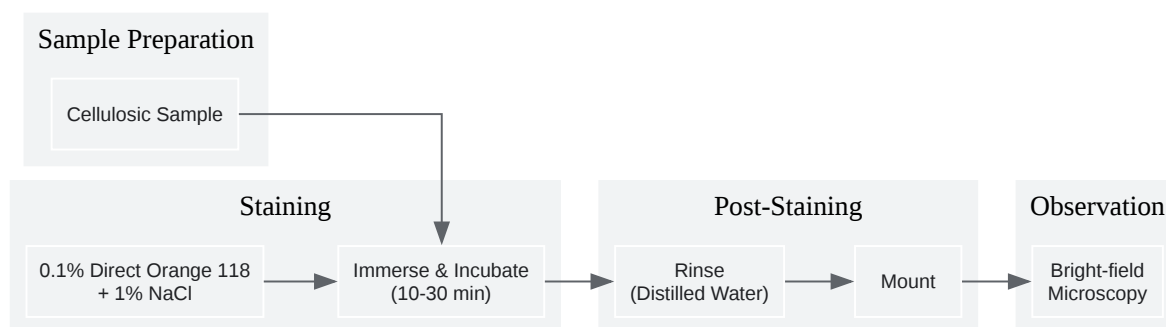 Sample Preparation
Cellulosic Sample
Staining
0.1% Direct Orange 118
+ 1% NaCl
Immerse & Incubate
(10-30 min)
Post-Staining
Rinse
(Distilled Water)
Mount
Observation
Bright-field
Microscopy